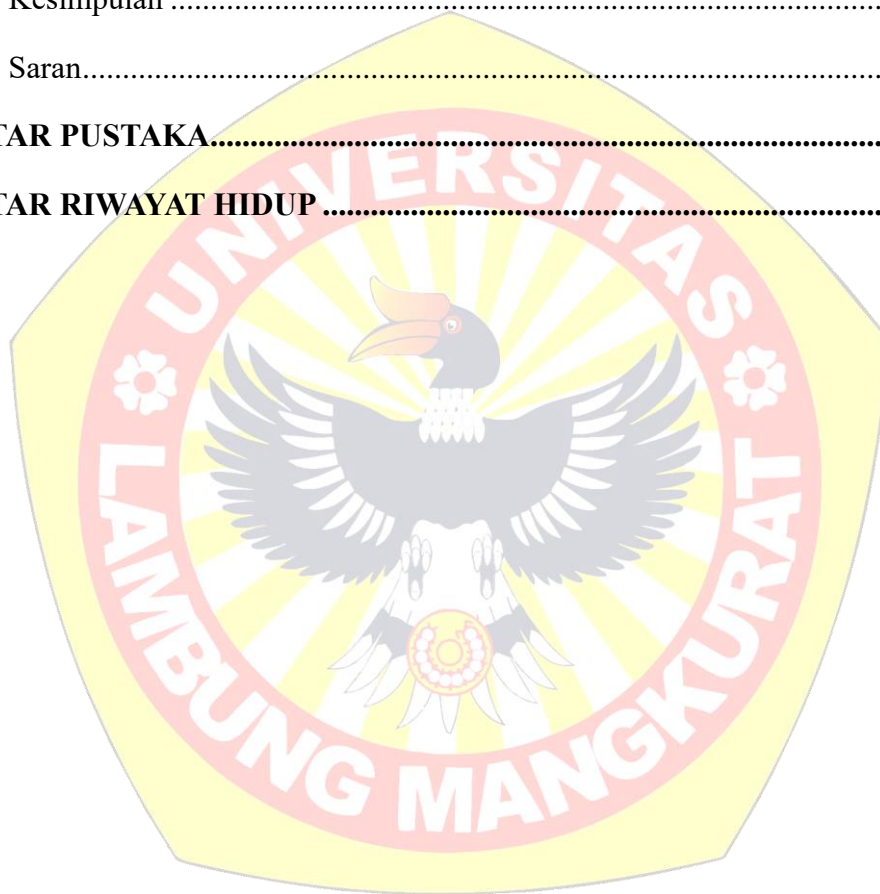 Kesimpulan ........................................................................................
Saran....................................................................................................
TAR PUSTAKA....................................................................................
TAR RIWAYAT HIDUP ......................................................................
UNIVERSITAS
LAMBUNG MANGKURAT